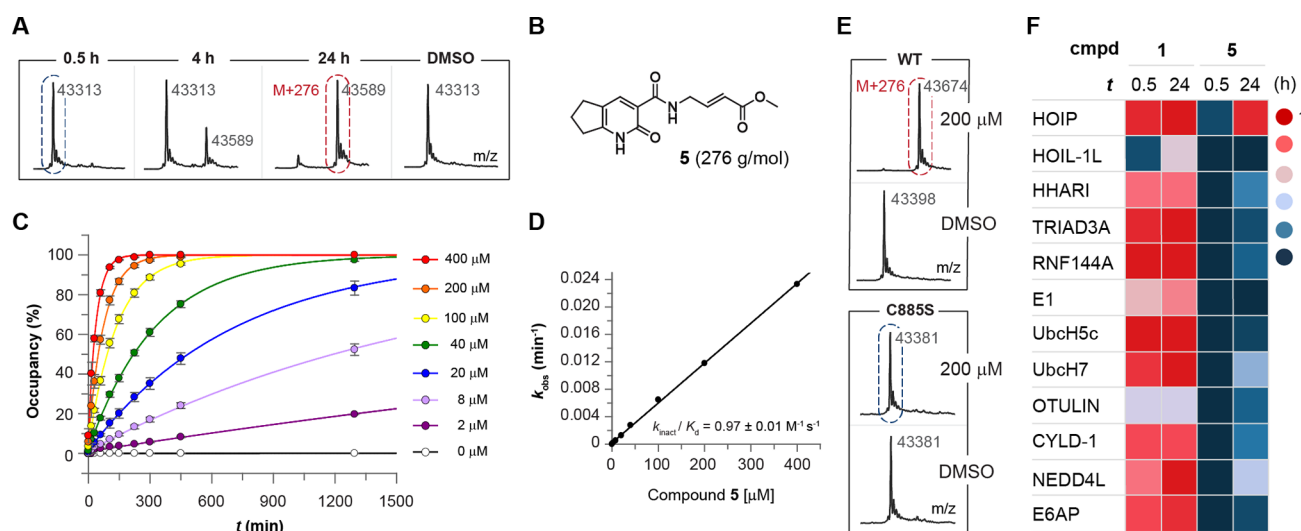 A
0.5 h 4 h 24 h DMSO
43313 43313 M+276 43589 43313
43589
m/z
B
O O
N
H
O
N
H
O
5 (276 g/mol)
C
Occupancy (%)
100
80
60
40
20
0
0 300 600 900 1200 1500
t (min)
400 µM
200 µM
100 µM
40 µM
20 µM
8 µM
2 µM
0 µM
D
k obs (min-1)
0.024
0.020
0.016
0.012
0.008
0.004
0.000
kinact / Kd = 0.97 ± 0.01 M-1 s-1
0 100 200 300 400
Compound 5 [µM]
E
WT
M+276 43674
200 µM
43398
DMSO
m/z
C885S
43381
200 µM
43381
DMSO
m/z
F
cmpd 1 5
t 0.5 24 0.5 24 (h)
HOIP
HOIL-1L
HHARI
TRIAD3A
RNF144A
E1
UbcH5c
UbcH7
OTULIN
CYLD-1
NEDD4L
E6AP